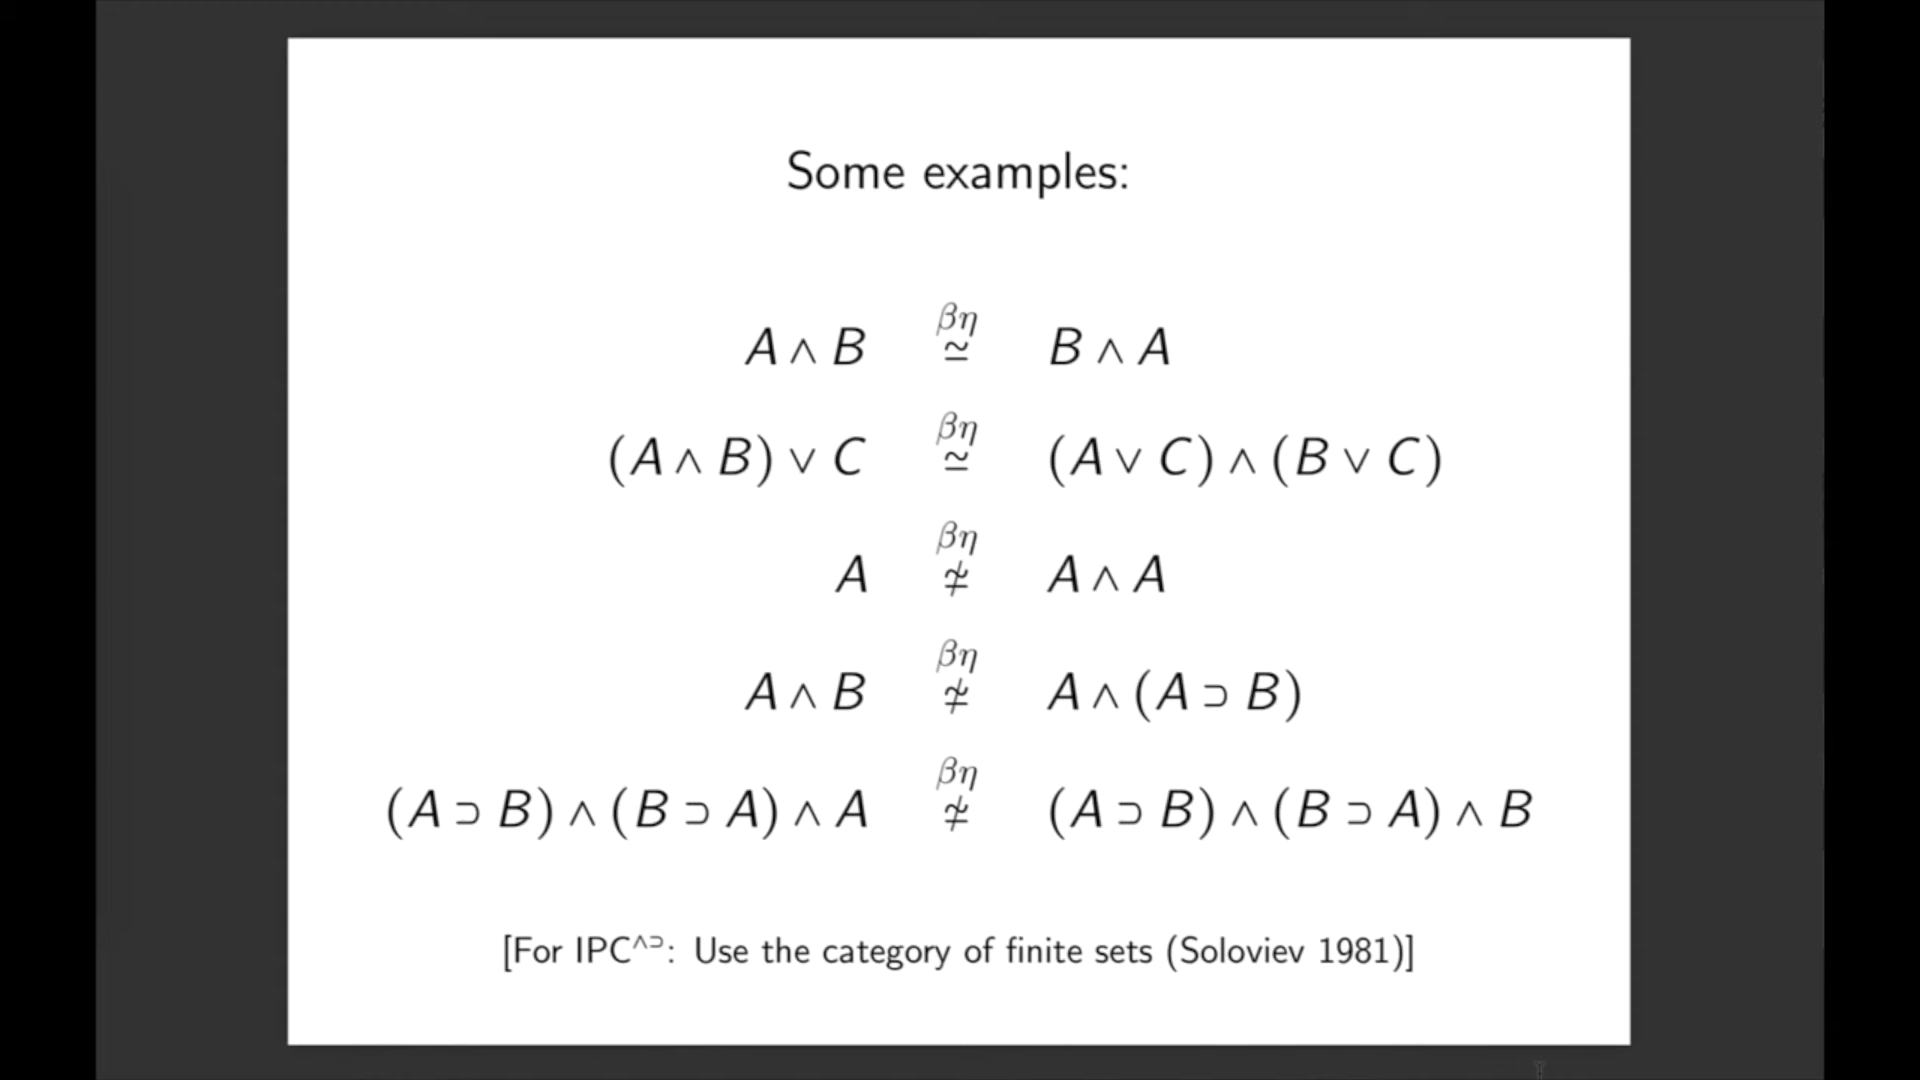 Some examples:
A ∧ B βη ≃ B ∧ A
(A ∧ B) ∨ C βη ≃ (A ∨ C) ∧ (B ∨ C)
A βη ≄ A ∧ A
A ∧ B βη ≄ A ∧ (A ⊃ B)
(A ⊃ B) ∧ (B ⊃ A) ∧ A βη ≄ (A ⊃ B) ∧ (B ⊃ A) ∧ B
[For IPC^∧⊃: Use the category of finite sets (Soloviev 1981)]